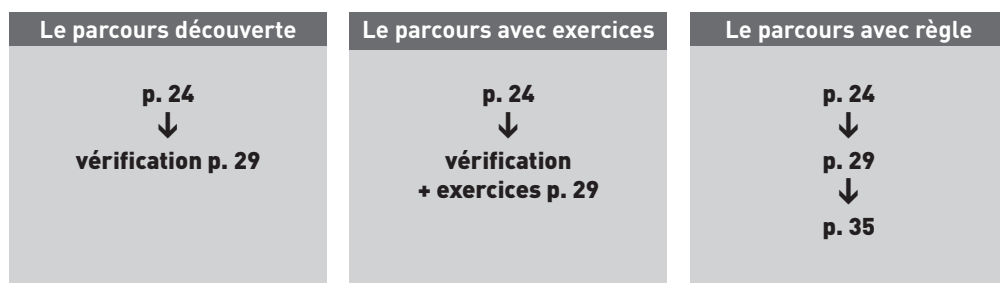 Le parcours découverte
p. 24
↓
vérification p. 29
Le parcours avec exercices
p. 24
↓
vérification
+ exercices p. 29
Le parcours avec règle
p. 24
↓
p. 29
↓
p. 35